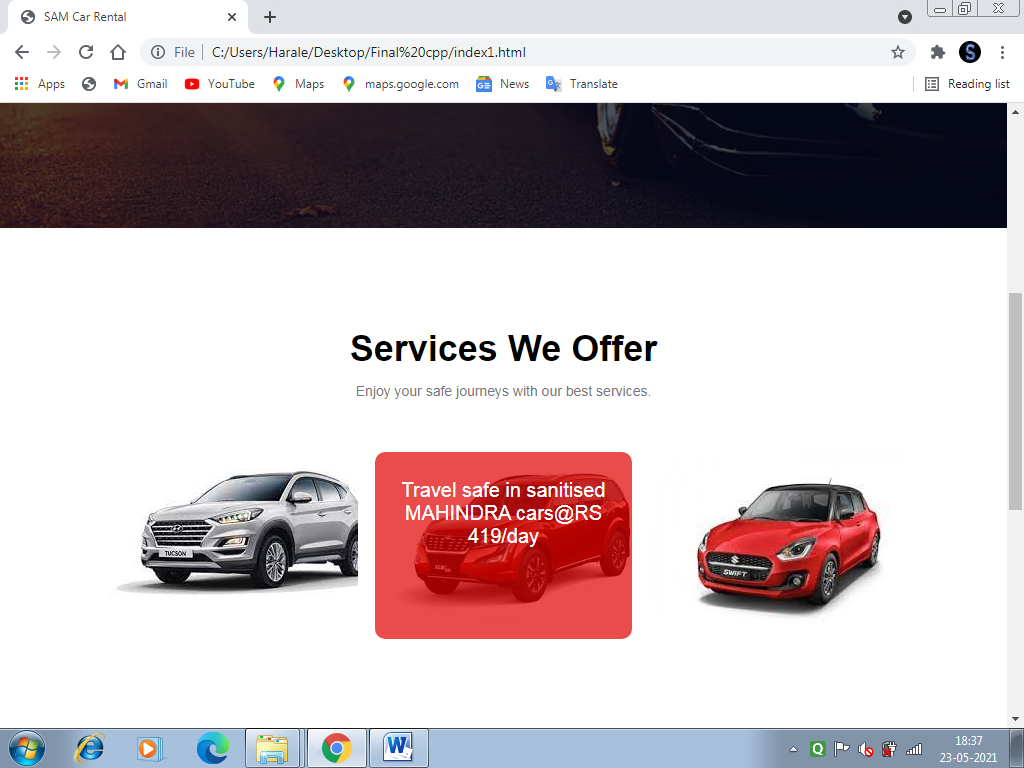 SAM Car Rental
File
C:/Users/Harale/Desktop/Final%20cpp/index1.html
S
Apps
Gmail
YouTube
Maps
maps.google.com
News
Translate
Reading list
Services We Offer
Enjoy your safe journeys with our best services.
TUCSON
Travel safe in sanitised
MAHINDRA cars@RS
419/day
SWIFT
18:37
23-05-2021